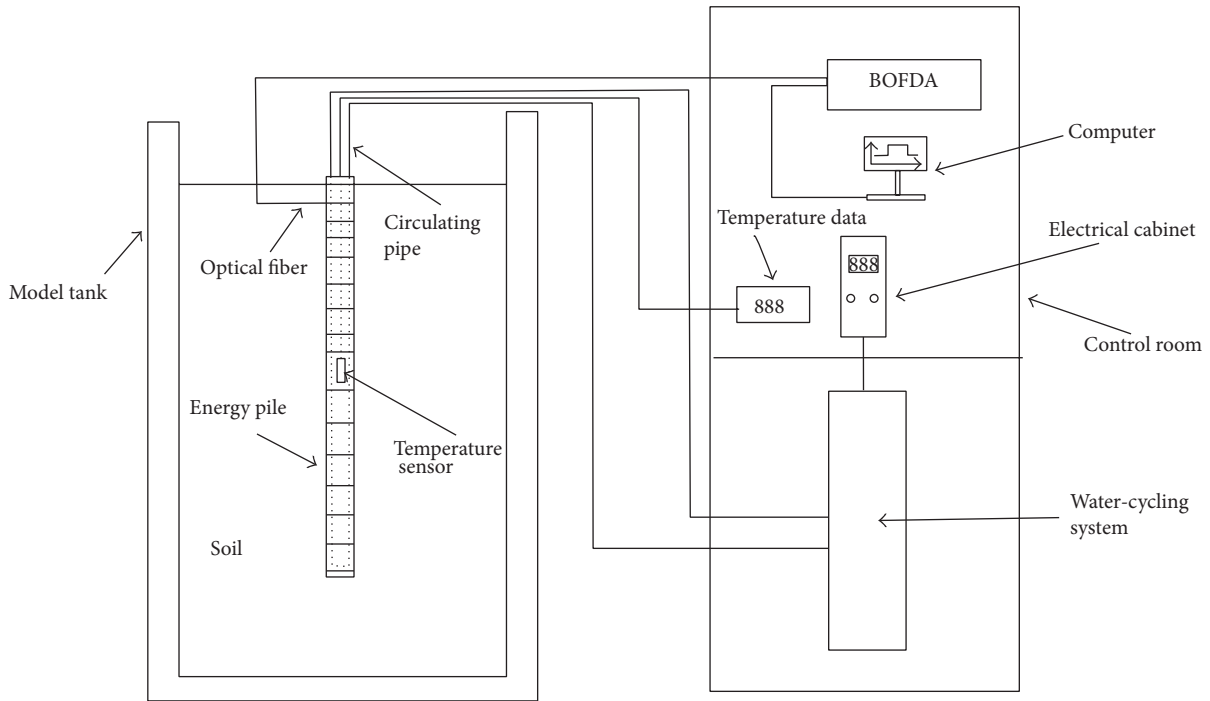 BOFDA
Computer
Temperature data
Electrical cabinet
888
Circulating
pipe
Optical fiber
Model tank
888
Control room
Energy pile
Temperature
sensor
Water-cycling
system
Soil